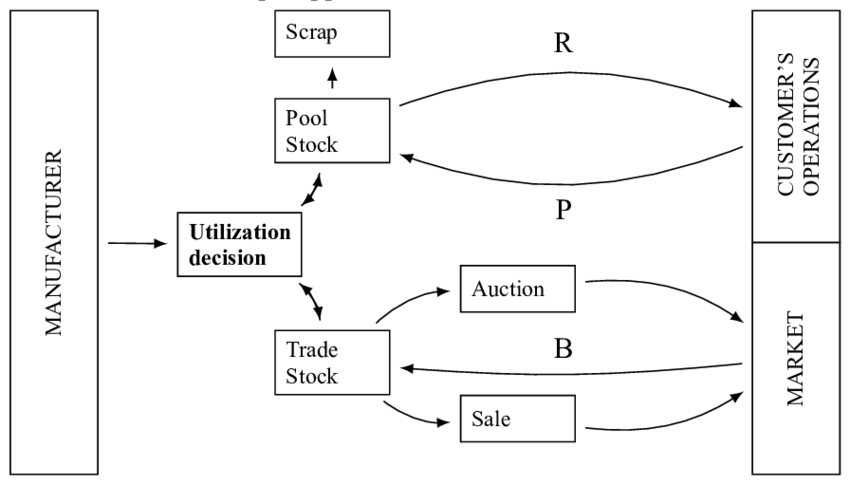 MANUFACTURER
Scrap
Pool
Stock
Utilization
decision
Trade
Stock
R
P
Auction
B
Sale
CUSTOMER'S
OPERATIONS
MARKET